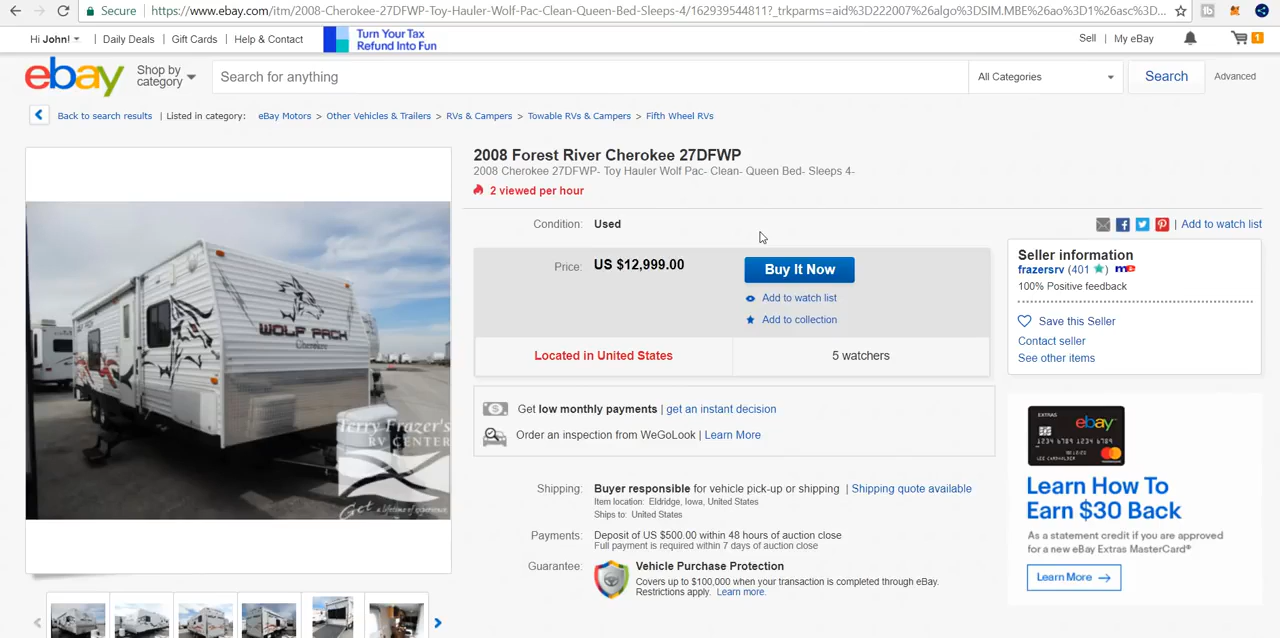 Secure
https://www.ebay.com/itm/2008-Cherokee-27DFWP-Toy-Hauler-Wolf-Pac-Clean-Queen-Bed-Sleeps-4/162939544811?_trkparms=aid%3D222007%26algo%3DSIM.MBE%26ao%3D1%26asc%3D...
Hi John! | Daily Deals | Gift Cards | Help & Contact
Turn Your Tax
Refund Into Fun
Sell | My eBay
1
ebay
Shop by
category
Search for anything
All Categories
Search
Advanced
Back to search results | Listed in category: eBay Motors > Other Vehicles & Trailers > RVs & Campers > Towable RVs & Campers > Fifth Wheel RVs
2008 Forest River Cherokee 27DFWP
2008 Cherokee 27DFWP- Toy Hauler Wolf Pac- Clean- Queen Bed- Sleeps 4-
2 viewed per hour
Condition: Used
Price: US $12,999.00
Buy It Now
Add to watch list
Add to collection
Located in United States
5 watchers
Get low monthly payments | get an instant decision
Order an inspection from WeGoLook | Learn More
Shipping: Buyer responsible for vehicle pick-up or shipping | Shipping quote available
Item location: Eldridge, Iowa, United States
Ships to: United States
Payments: Deposit of US $500.00 within 48 hours of auction close
Full payment is required within 7 days of auction close
Guarantee: Vehicle Purchase Protection
Covers up to $100,000 when your transaction is completed through eBay.
Restrictions apply. Learn more.
| Add to watch list
Seller information
frazersrv (401 )
100% Positive feedback
Save this Seller
Contact seller
See other items
EXTRAS
ebay
Learn How To
Earn $30 Back
As a statement credit if you are approved
for a new eBay Extras MasterCard®
Learn More
WOLF PACK
Cherokee
Terry Frazer's
RV CENTER
Get a lifetime of experience